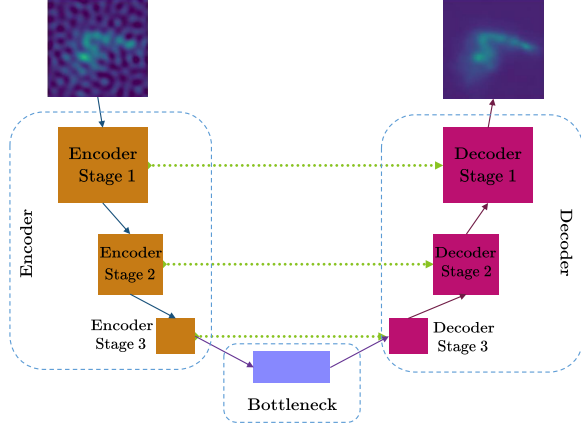 Encoder
Stage 1
Decoder
Stage 1
Encoder
Decoder
Encoder
Stage 2
Decoder
Stage 2
Encoder
Stage 3
Decoder
Stage 3
Bottleneck